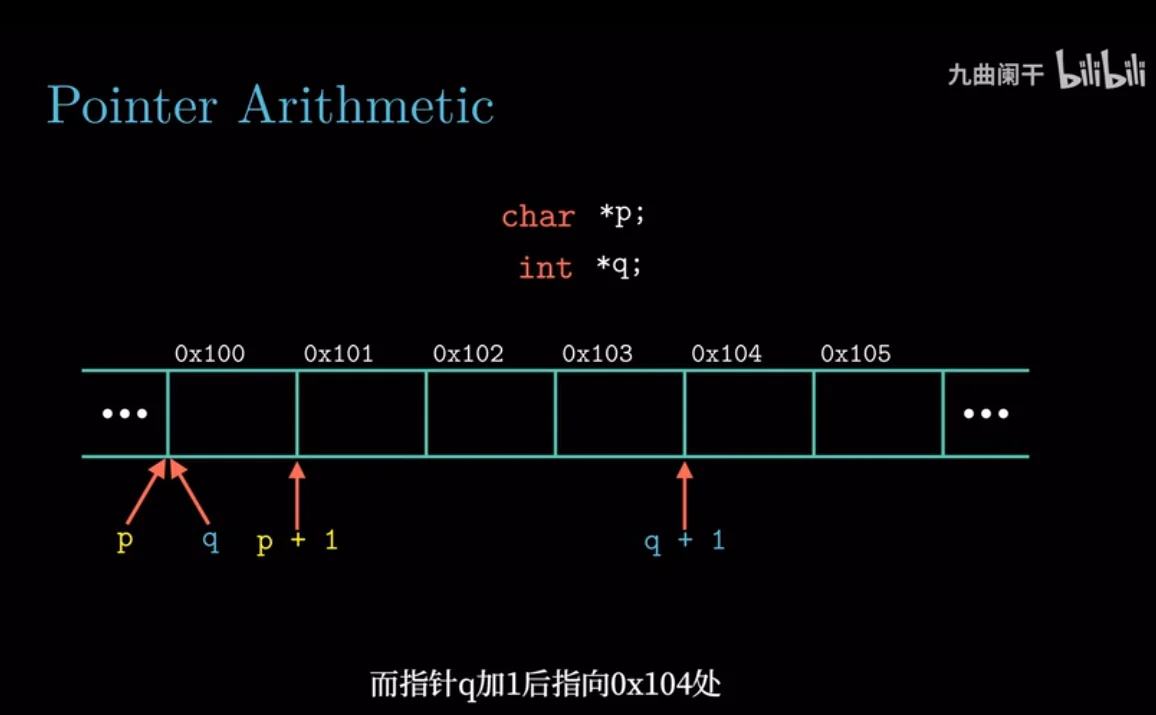 九曲阑干 bilibili
Pointer Arithmetic
char *p;
int *q;
0x100 0x101 0x102 0x103 0x104 0x105
p q p + 1 q + 1
而指针q加1后指向0x104处